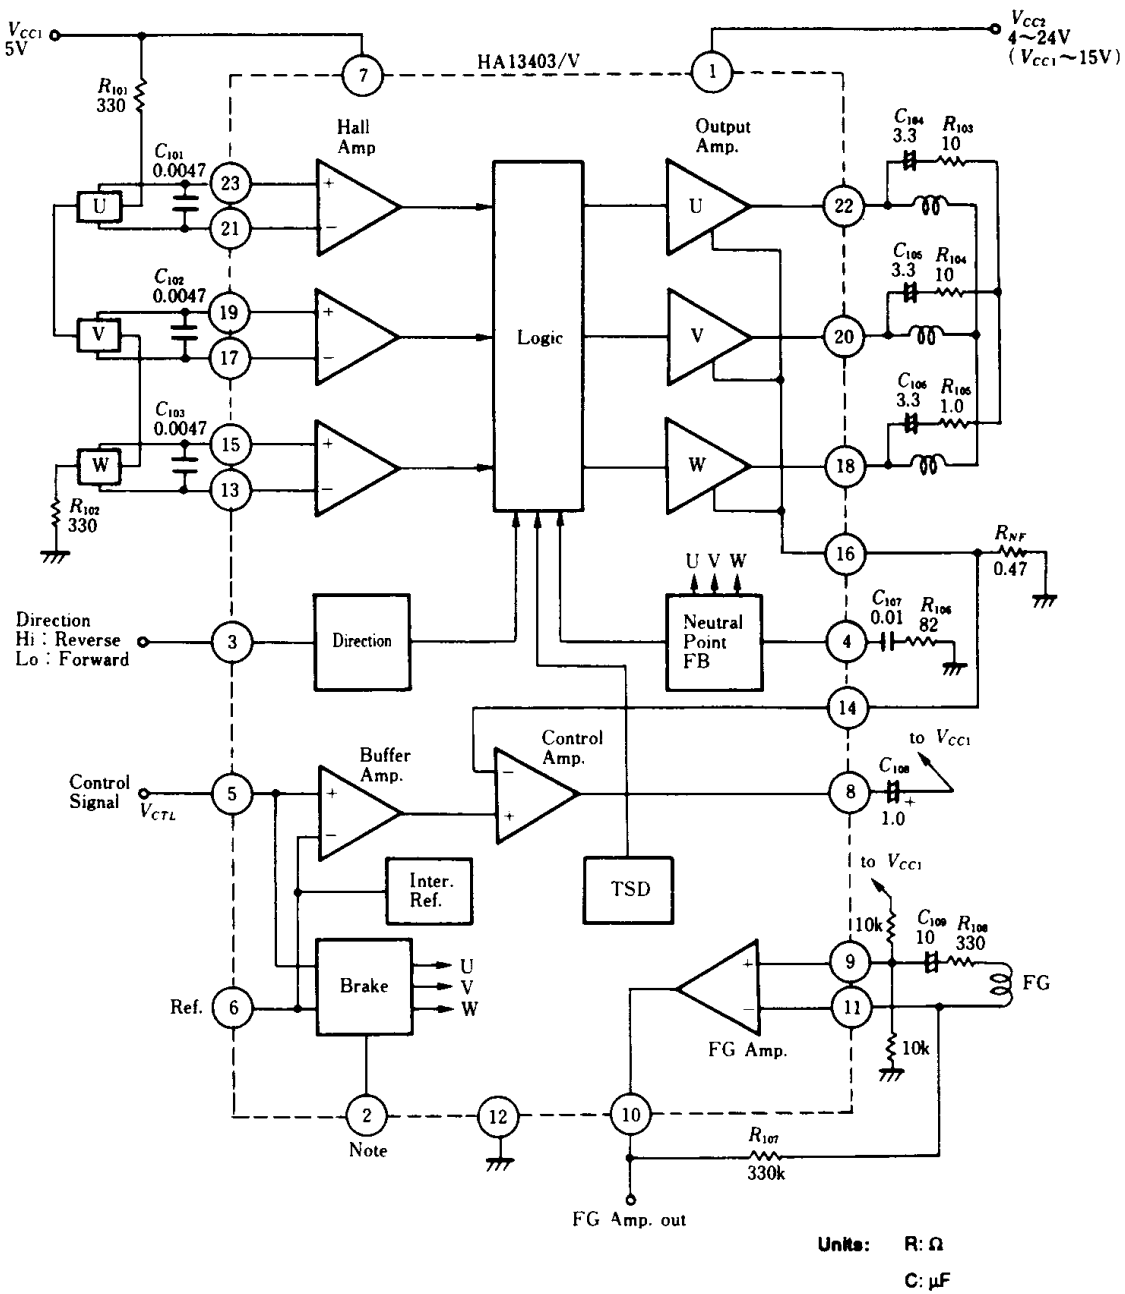 VCC1
5V
HA13403/V
VCC2
4~24V
(VCC1~15V)
7
1
R101
330
Hall
Amp
Output
Amp.
C104
3.3
R103
10
C101
0.0047
23
U
21
+
−
U
22
C102
0.0047
19
V
17
+
−
Logic
V
20
C105
3.3
R104
10
C103
0.0047
15
W
13
+
−
W
18
C106
3.3
R105
1.0
R102
330
16
RNF
0.47
U V W
Direction
Hi : Reverse
Lo : Forward
3
Direction
Neutral
Point
FB
4
C107
0.01
R106
82
14
Control
Amp.
Buffer
Amp.
to VCC1
Control
Signal
VCTL
5
+
−
−
+
8
C108
+
1.0
Inter.
Ref.
TSD
to VCC1
10k
C109
10
R108
330
Ref.
6
Brake
U
V
W
+
−
9
11
FG
FG Amp.
10k
2
Note
12
10
R107
330k
FG Amp. out
Units: R: Ω
C: μF